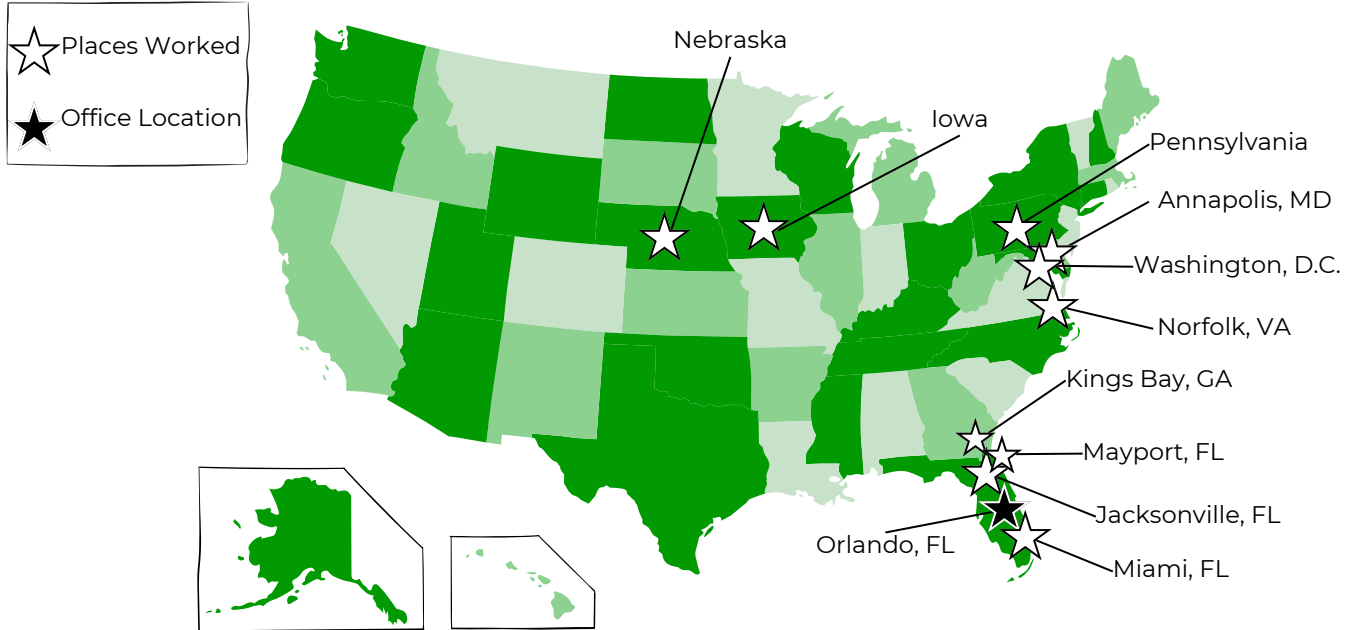 Places Worked
Office Location
Nebraska
Iowa
Pennsylvania
Annapolis, MD
Washington, D.C.
Norfolk, VA
Kings Bay, GA
Mayport, FL
Jacksonville, FL
Orlando, FL
Miami, FL